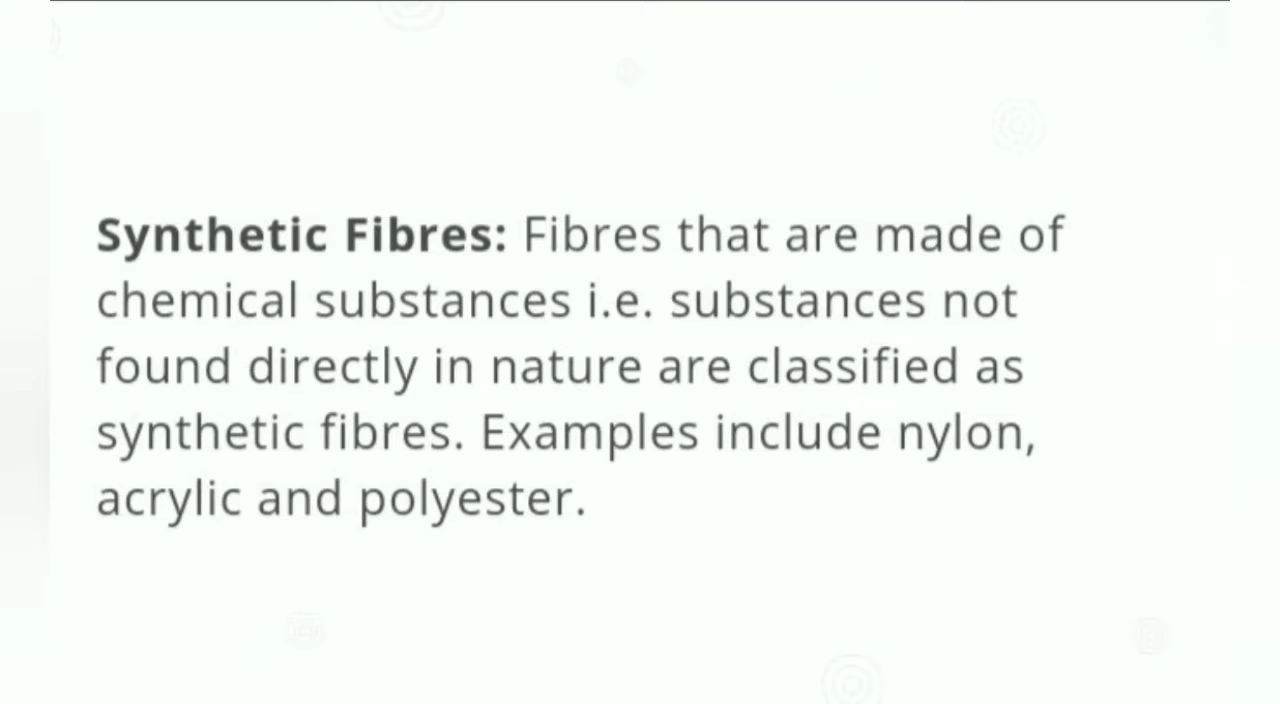 Synthetic Fibres: Fibres that are made of
chemical substances i.e. substances not
found directly in nature are classified as
synthetic fibres. Examples include nylon,
acrylic and polyester.